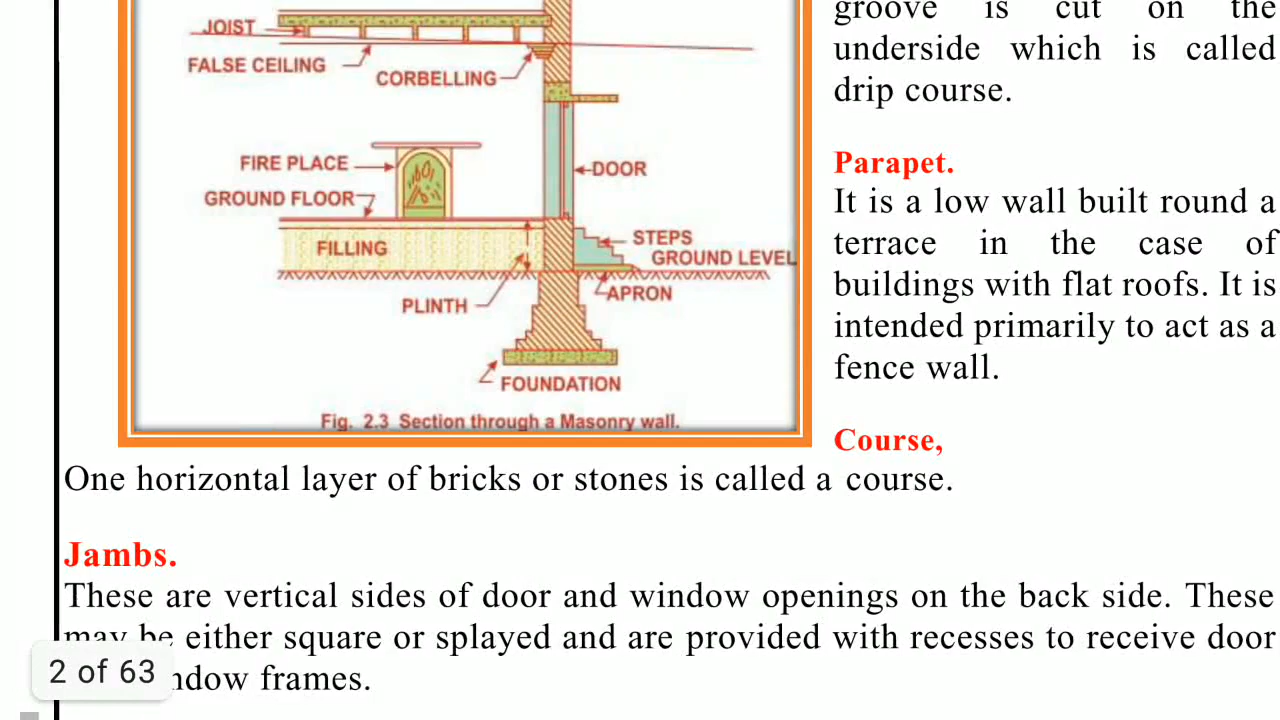 JOIST
FALSE CEILING
CORBELLING
FIRE PLACE
DOOR
GROUND FLOOR
FILLING
STEPS
GROUND LEVEL
APRON
PLINTH
FOUNDATION
Fig. 2.3 Section through a Masonry wall.
groove is cut on the
underside which is called
drip course.
Parapet.
It is a low wall built round a
terrace in the case of
buildings with flat roofs. It is
intended primarily to act as a
fence wall.
Course,
One horizontal layer of bricks or stones is called a course.
Jambs.
These are vertical sides of door and window openings on the back side. These
may be either square or splayed and are provided with recesses to receive door
ndow frames.
2 of 63